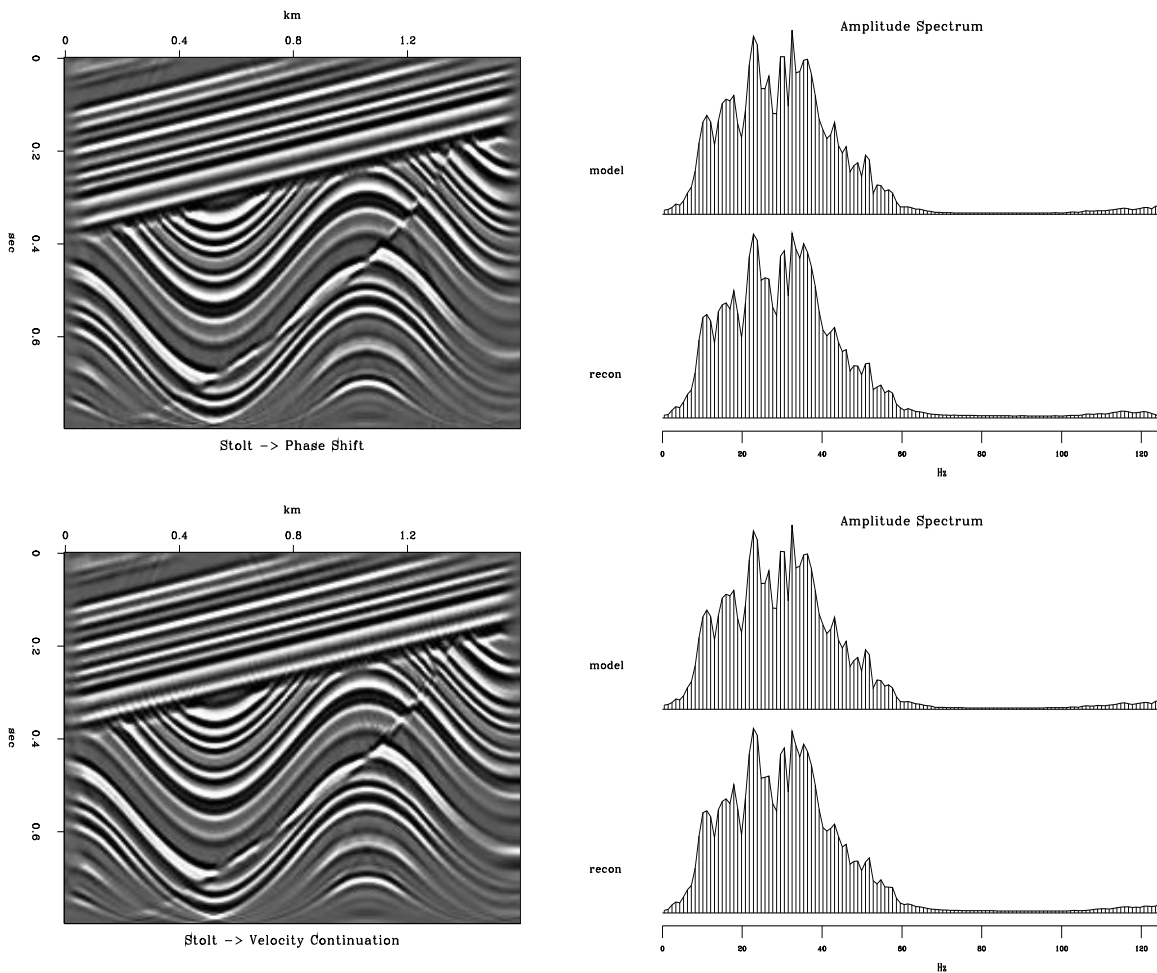 km
0 0.4 0.8 1.2
0 0.2 0.4 0.6
sec
Stolt -> Phase Shift
Amplitude Spectrum
model
recon
0 20 40 60 80 100 120
Hz
km
0 0.4 0.8 1.2
0 0.2 0.4 0.6
sec
Stolt -> Velocity Continuation
Amplitude Spectrum
model
recon
0 20 40 60 80 100 120
Hz